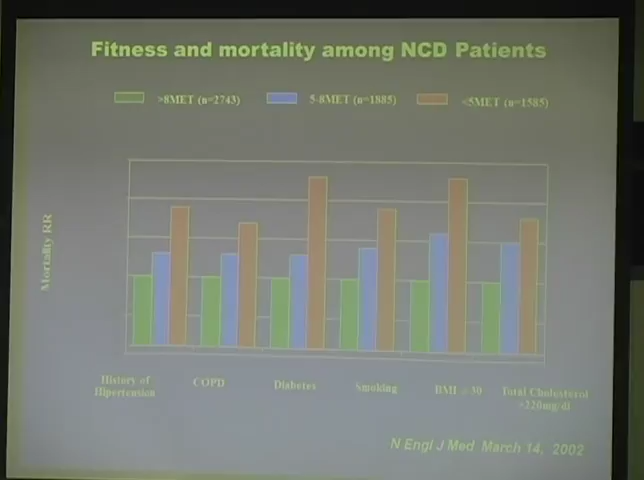 Fitness and mortality among NCD Patients
>8MET (n=2743)
5-8MET (n=1885)
<5MET (n=1585)
Mortality RR
History of
Hipertension
COPD
Diabetes
Smoking
BMI >30
Total Cholesterol
>220mg/dl
N Engl J Med March 14, 2002